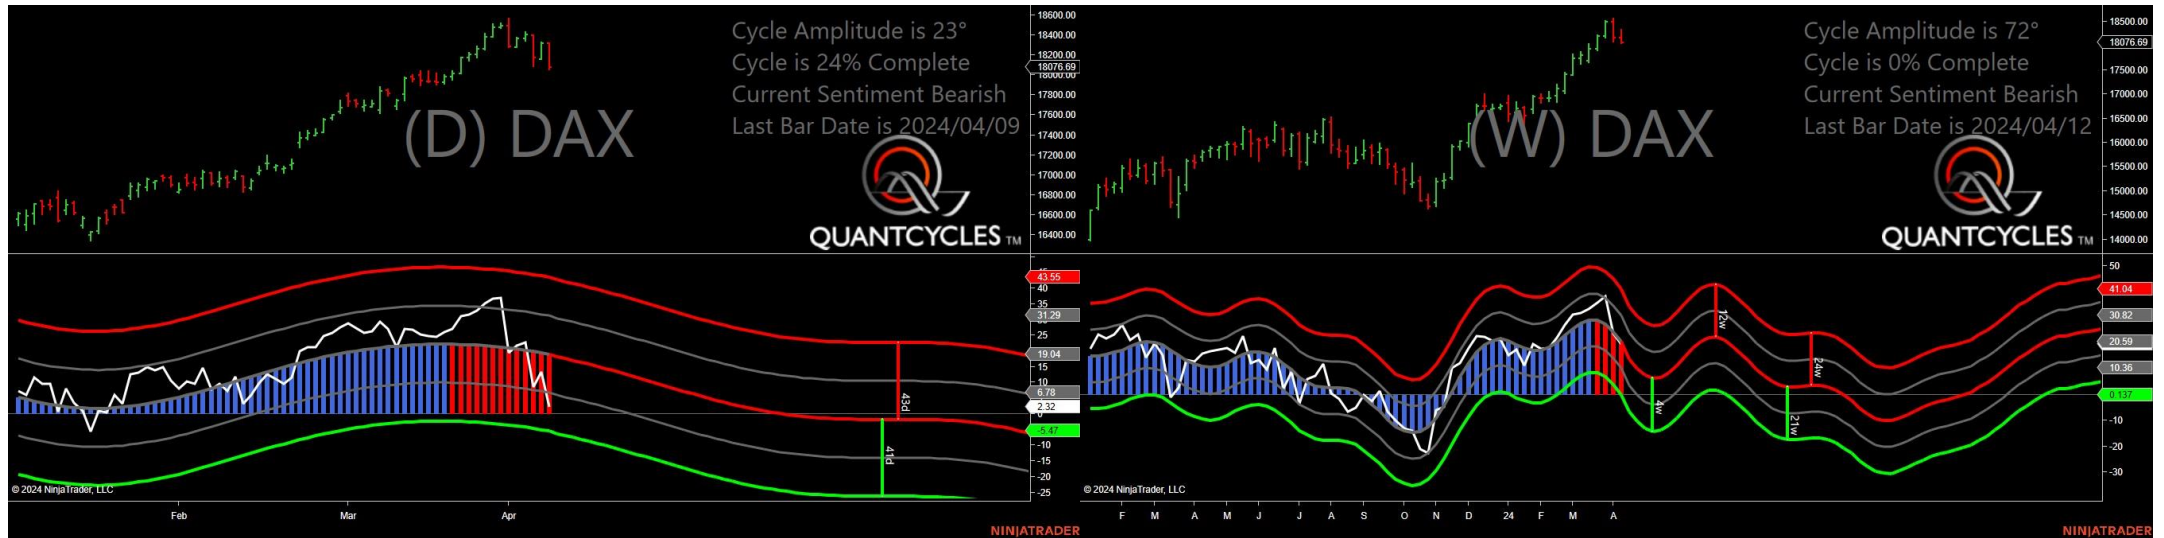 Cycle Amplitude is 23°
Cycle is 24% Complete
Current Sentiment Bearish
Last Bar Date is 2024/04/09
(D) DAX
QUANTCYCLES TM
18600.00
18400.00
18200.00
18076.69
18000.00
17800.00
17600.00
17400.00
17200.00
17000.00
16800.00
16600.00
16400.00
43.55
40
35
31.29
25
19.04
15
10
6.78
2.32
-5.47
-10
-15
-20
-25
43d
41d
© 2024 NinjaTrader, LLC
Feb Mar Apr
NINJATRADER
Cycle Amplitude is 72°
Cycle is 0% Complete
Current Sentiment Bearish
Last Bar Date is 2024/04/12
(W) DAX
QUANTCYCLES TM
18500.00
18076.69
17500.00
17000.00
16500.00
16000.00
15500.00
15000.00
14500.00
14000.00
50
41.04
30.82
20.59
10.36
0.137
-10
-20
-30
12w
24w
4w
21w
© 2024 NinjaTrader, LLC
F M A M J J A S O N D 24 F M A
NINJATRADER